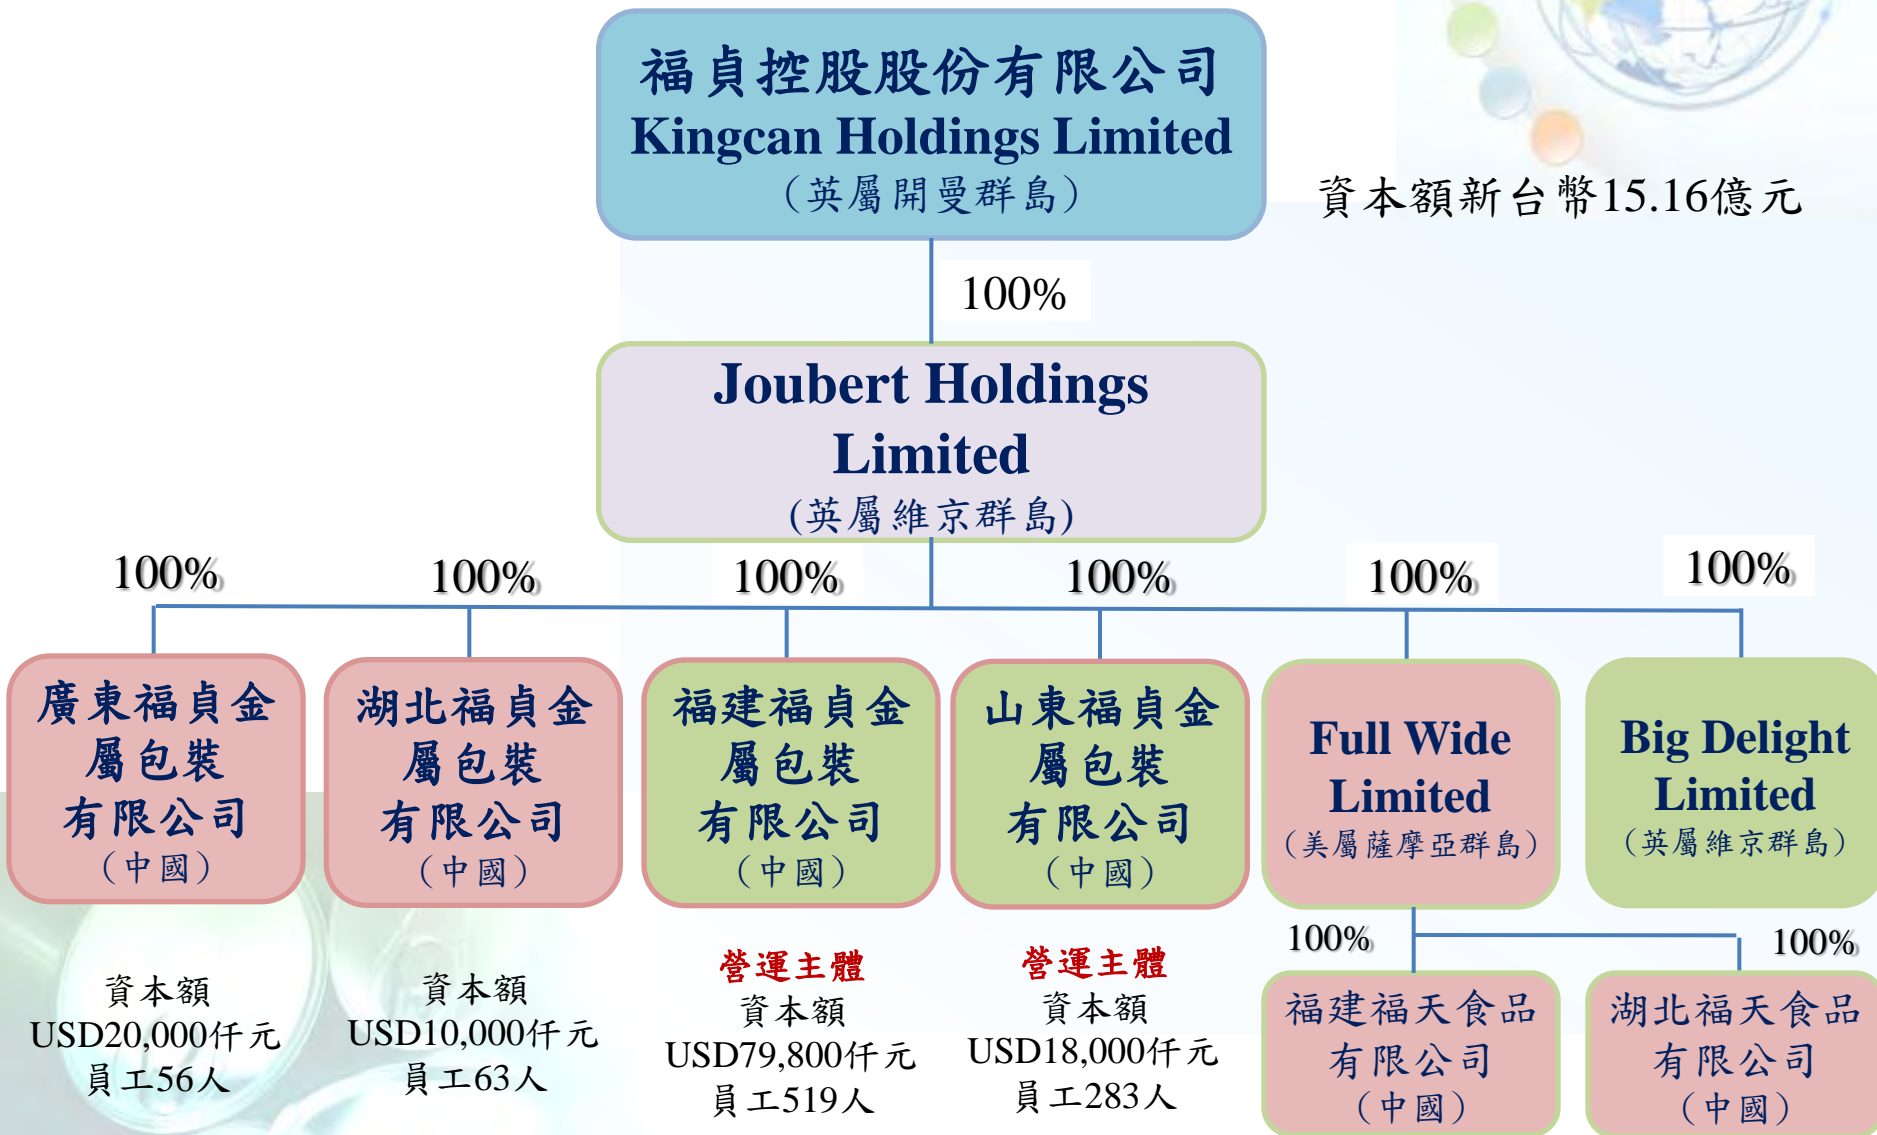 福貞控股股份有限公司
Kingcan Holdings Limited
（英屬開曼群島）
資本額新台幣15.16億元
100%
Joubert Holdings
Limited
(英屬維京群島)
100%
100%
100%
100%
100%
100%
廣東福貞金
屬包裝
有限公司
（中國）
湖北福貞金
屬包裝
有限公司
（中國）
福建福貞金
屬包裝
有限公司
（中國）
山東福貞金
屬包裝
有限公司
（中國）
Full Wide
Limited
（美屬薩摩亞群島）
Big Delight
Limited
（英屬維京群島）
資本額
USD20,000仟元
員工56人
資本額
USD10,000仟元
員工63人
營運主體
資本額
USD79,800仟元
員工519人
營運主體
資本額
USD18,000仟元
員工283人
100%
100%
福建福天食品
有限公司
（中國）
湖北福天食品
有限公司
（中國）